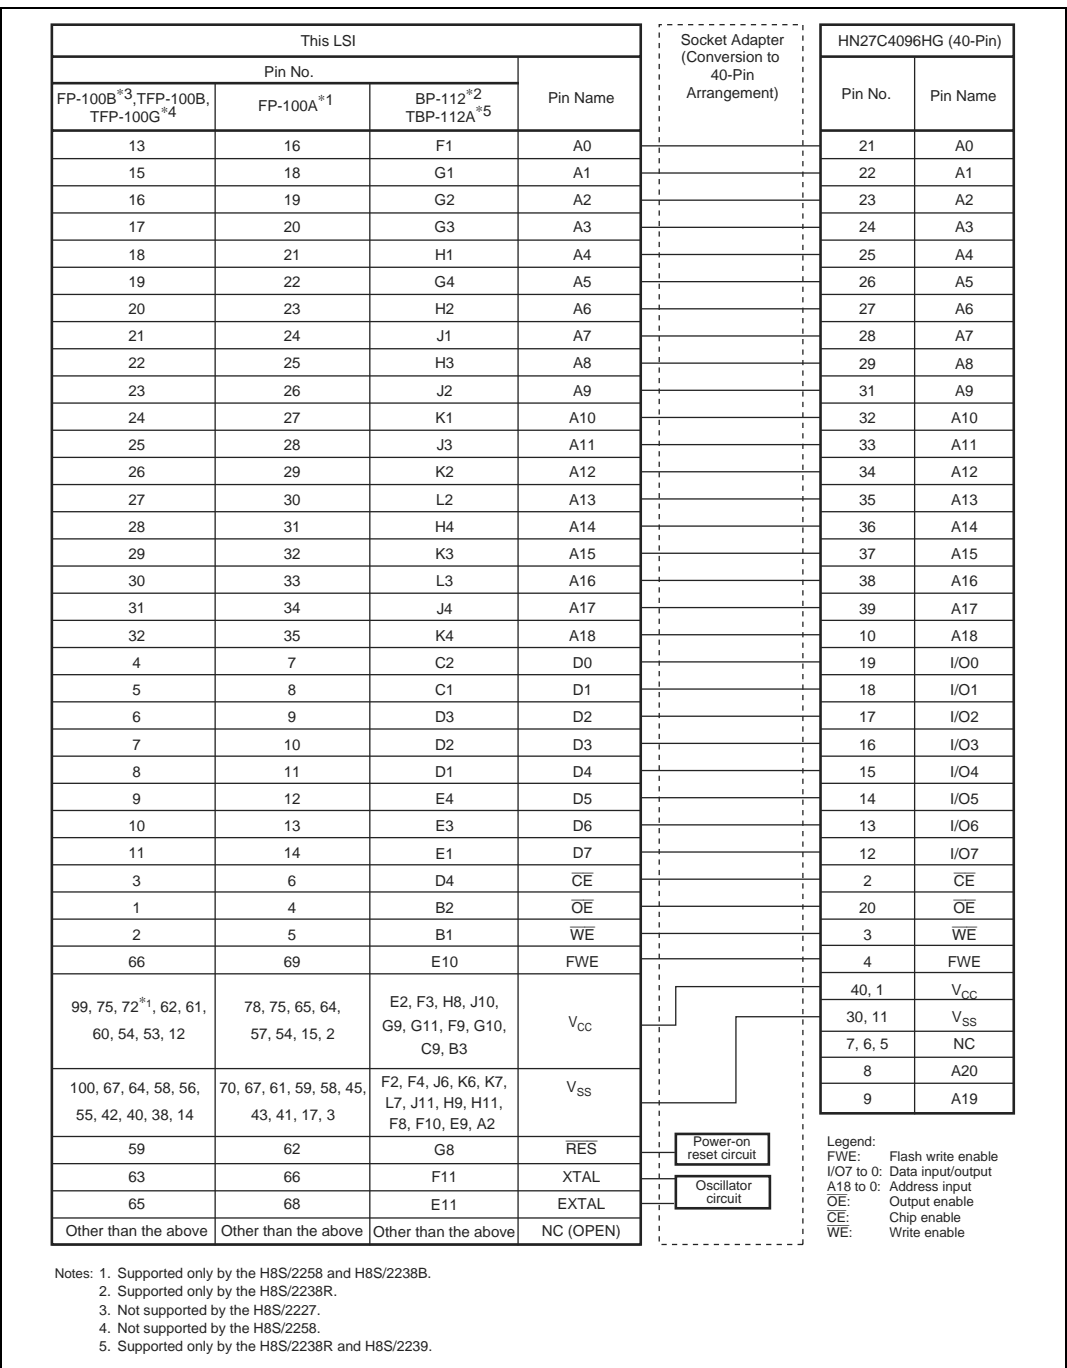 This LSI
Socket Adapter
(Conversion to
40-Pin
Arrangement)
HN27C4096HG (40-Pin)
Pin No.
Pin Name
Pin No.
Pin Name
FP-100B*3,TFP-100B,
TFP-100G*4
FP-100A*1
BP-112*2
TBP-112A*5
13 16 F1 A0 21 A0
15 18 G1 A1 22 A1
16 19 G2 A2 23 A2
17 20 G3 A3 24 A3
18 21 H1 A4 25 A4
19 22 G4 A5 26 A5
20 23 H2 A6 27 A6
21 24 J1 A7 28 A7
22 25 H3 A8 29 A8
23 26 J2 A9 31 A9
24 27 K1 A10 32 A10
25 28 J3 A11 33 A11
26 29 K2 A12 34 A12
27 30 L2 A13 35 A13
28 31 H4 A14 36 A14
29 32 K3 A15 37 A15
30 33 L3 A16 38 A16
31 34 J4 A17 39 A17
32 35 K4 A18 10 A18
4 7 C2 D0 19 I/O0
5 8 C1 D1 18 I/O1
6 9 D3 D2 17 I/O2
7 10 D2 D3 16 I/O3
8 11 D1 D4 15 I/O4
9 12 E4 D5 14 I/O5
10 13 E3 D6 13 I/O6
11 14 E1 D7 12 I/O7
3 6 D4 CE 2 CE
1 4 B2 OE 20 OE
2 5 B1 WE 3 WE
66 69 E10 FWE 4 FWE
99, 75, 72*1, 62, 61,
60, 54, 53, 12
78, 75, 65, 64,
57, 54, 15, 2
E2, F3, H8, J10,
G9, G11, F9, G10,
C9, B3
VCC
40, 1 VCC
30, 11 VSS
7, 6, 5 NC
8 A20
9 A19
100, 67, 64, 58, 56,
55, 42, 40, 38, 14
70, 67, 61, 59, 58, 45,
43, 41, 17, 3
F2, F4, J6, K6, K7,
L7, J11, H9, H11,
F8, F10, E9, A2
VSS
59 62 G8 RES
Power-on
reset circuit
63 66 F11 XTAL
65 68 E11 EXTAL
Oscillator
circuit
Other than the above Other than the above Other than the above NC (OPEN)
Legend:
FWE: Flash write enable
I/O7 to 0: Data input/output
A18 to 0: Address input
OE: Output enable
CE: Chip enable
WE: Write enable
Notes: 1. Supported only by the H8S/2258 and H8S/2238B.
2. Supported only by the H8S/2238R.
3. Not supported by the H8S/2227.
4. Not supported by the H8S/2258.
5. Supported only by the H8S/2238R and H8S/2239.